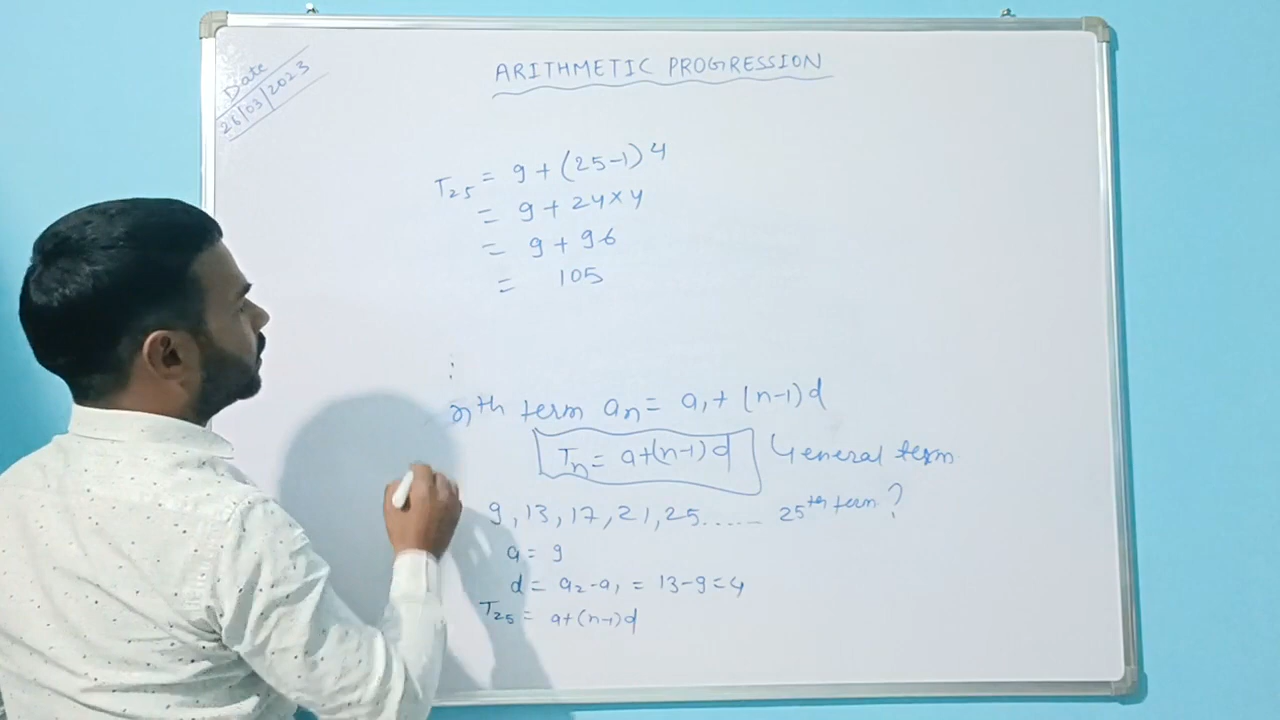 Date
26/03/2023
ARITHMETIC PROGRESSION
T25 = 9 + (25-1) 4
= 9 + 24 × 4
= 9 + 96
= 105
:
nth term an = a1 + (n-1)d
Tn = a+(n-1)d General term
9, 13, 17, 21, 25...... 25th term ?
a = 9
d = a2 - a1 = 13-9 = 4
T25 = a+(n-1)d